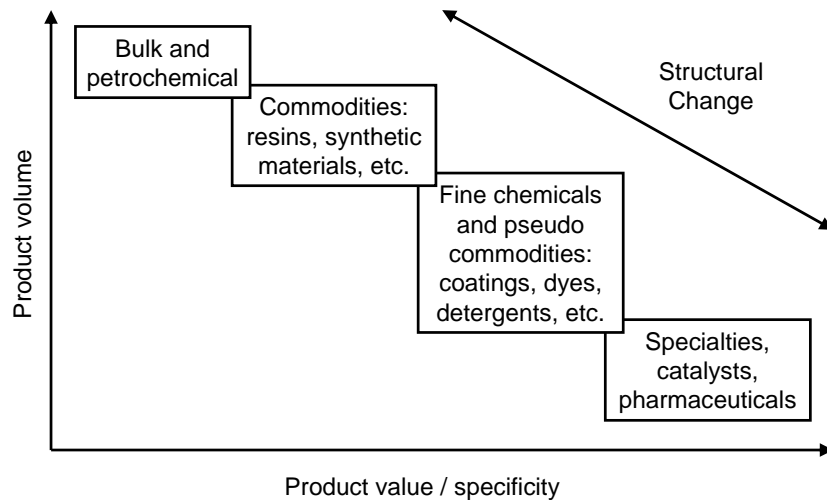 Bulk and
petrochemical
Structural
Change
Commodities:
resins, synthetic
materials, etc.
Fine chemicals
and pseudo
commodities:
coatings, dyes,
detergents, etc.
Specialties,
catalysts,
pharmaceuticals
Product volume
Product value / specificity